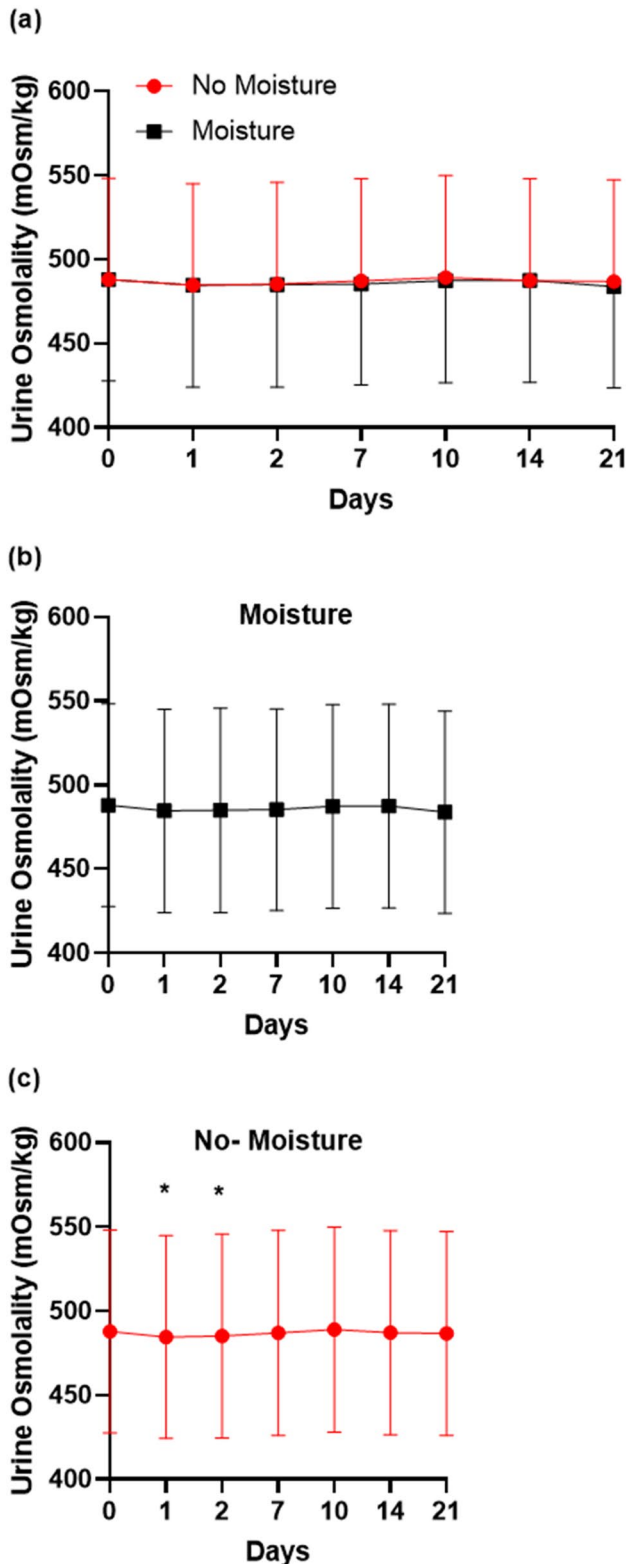 (a)
No Moisture
Moisture
Urine Osmolality (mOsm/kg)
600
550
500
450
400
0 1 2 7 10 14 21
Days
(b)
Moisture
Urine Osmolality (mOsm/kg)
600
550
500
450
400
0 1 2 7 10 14 21
Days
(c)
No- Moisture
Urine Osmolality (mOsm/kg)
600
* *
550
500
450
400
0 1 2 7 10 14 21
Days